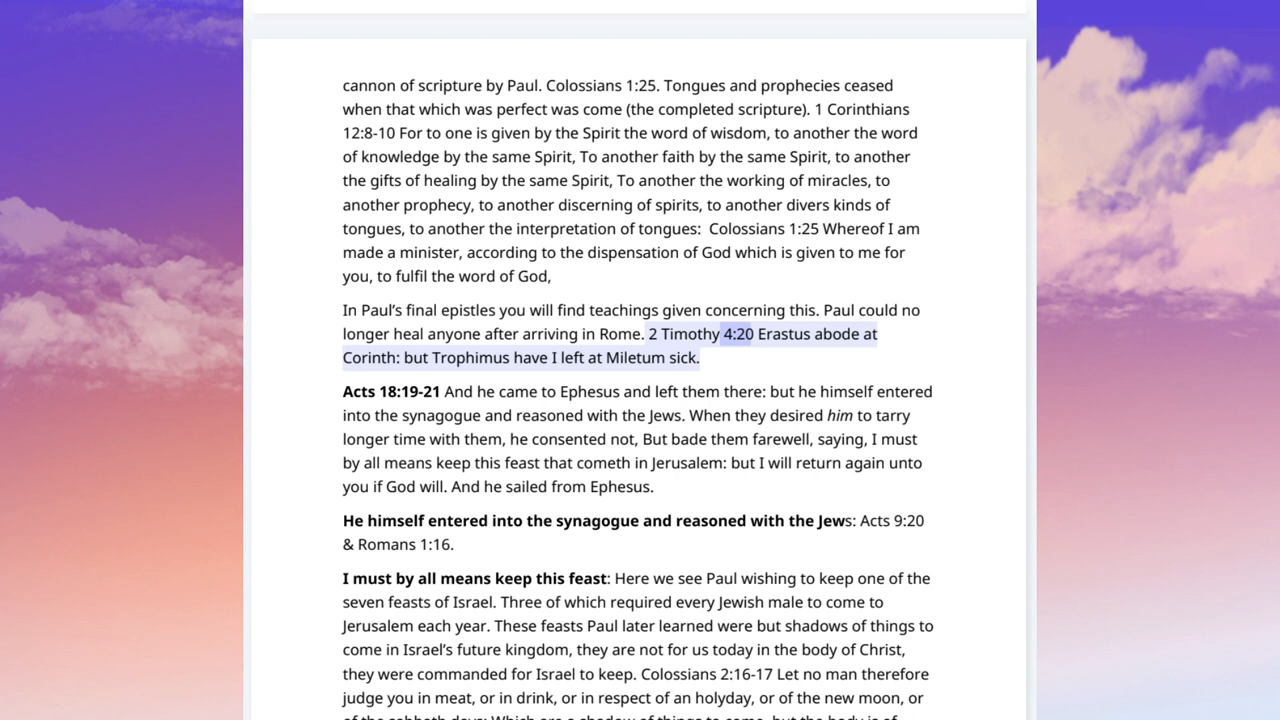 cannon of scripture by Paul. Colossians 1:25. Tongues and prophecies ceased
when that which was perfect was come (the completed scripture). 1 Corinthians
12:8-10 For to one is given by the Spirit the word of wisdom, to another the word
of knowledge by the same Spirit, To another faith by the same Spirit, to another
the gifts of healing by the same Spirit, To another the working of miracles, to
another prophecy, to another discerning of spirits, to another divers kinds of
tongues, to another the interpretation of tongues:  Colossians 1:25 Whereof I am
made a minister, according to the dispensation of God which is given to me for
you, to fulfil the word of God,
In Paul’s final epistles you will find teachings given concerning this. Paul could no
longer heal anyone after arriving in Rome. 2 Timothy 4:20 Erastus abode at
Corinth: but Trophimus have I left at Miletum sick.
Acts 18:19-21 And he came to Ephesus and left them there: but he himself entered
into the synagogue and reasoned with the Jews. When they desired him to tarry
longer time with them, he consented not, But bade them farewell, saying, I must
by all means keep this feast that cometh in Jerusalem: but I will return again unto
you if God will. And he sailed from Ephesus.
He himself entered into the synagogue and reasoned with the Jews: Acts 9:20
& Romans 1:16.
I must by all means keep this feast: Here we see Paul wishing to keep one of the
seven feasts of Israel. Three of which required every Jewish male to come to
Jerusalem each year. These feasts Paul later learned were but shadows of things to
come in Israel’s future kingdom, they are not for us today in the body of Christ,
they were commanded for Israel to keep. Colossians 2:16-17 Let no man therefore
judge you in meat, or in drink, or in respect of an holyday, or of the new moon, or
of the sabbath days: Which are a shadow of things to come, but the body is of